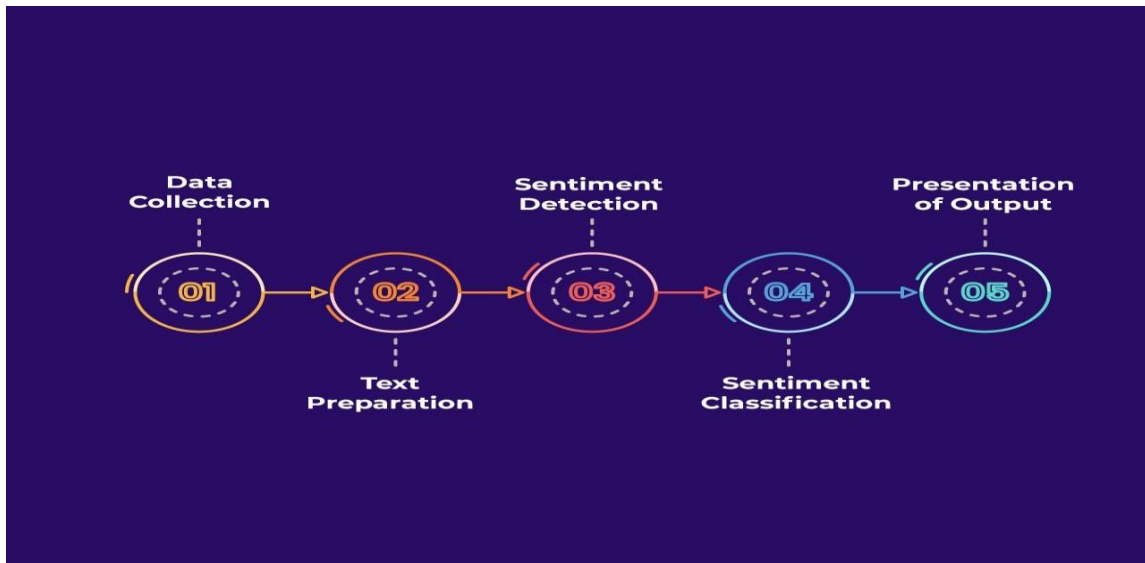 Data
Collection
Sentiment
Detection
Presentation
of Output
01
02
03
04
05
Text
Preparation
Sentiment
Classification